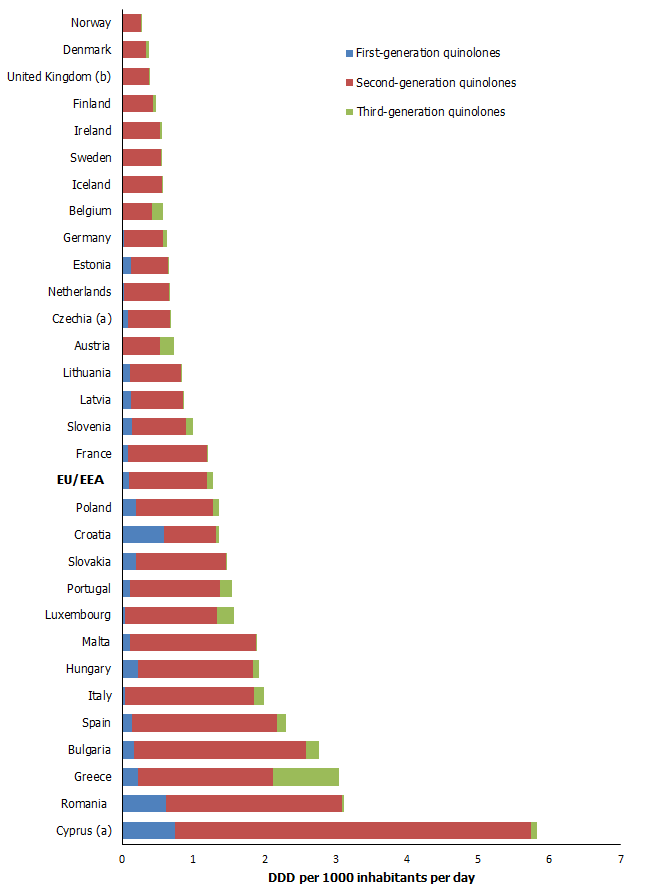 Norway
Denmark
United Kingdom (b)
Finland
Ireland
Sweden
Iceland
Belgium
Germany
Estonia
Netherlands
Czechia (a)
Austria
Lithuania
Latvia
Slovenia
France
EU/EEA
Poland
Croatia
Slovakia
Portugal
Luxembourg
Malta
Hungary
Italy
Spain
Bulgaria
Greece
Romania
Cyprus (a)
First-generation quinolones
Second-generation quinolones
Third-generation quinolones
0 1 2 3 4 5 6 7
DDD per 1000 inhabitants per day